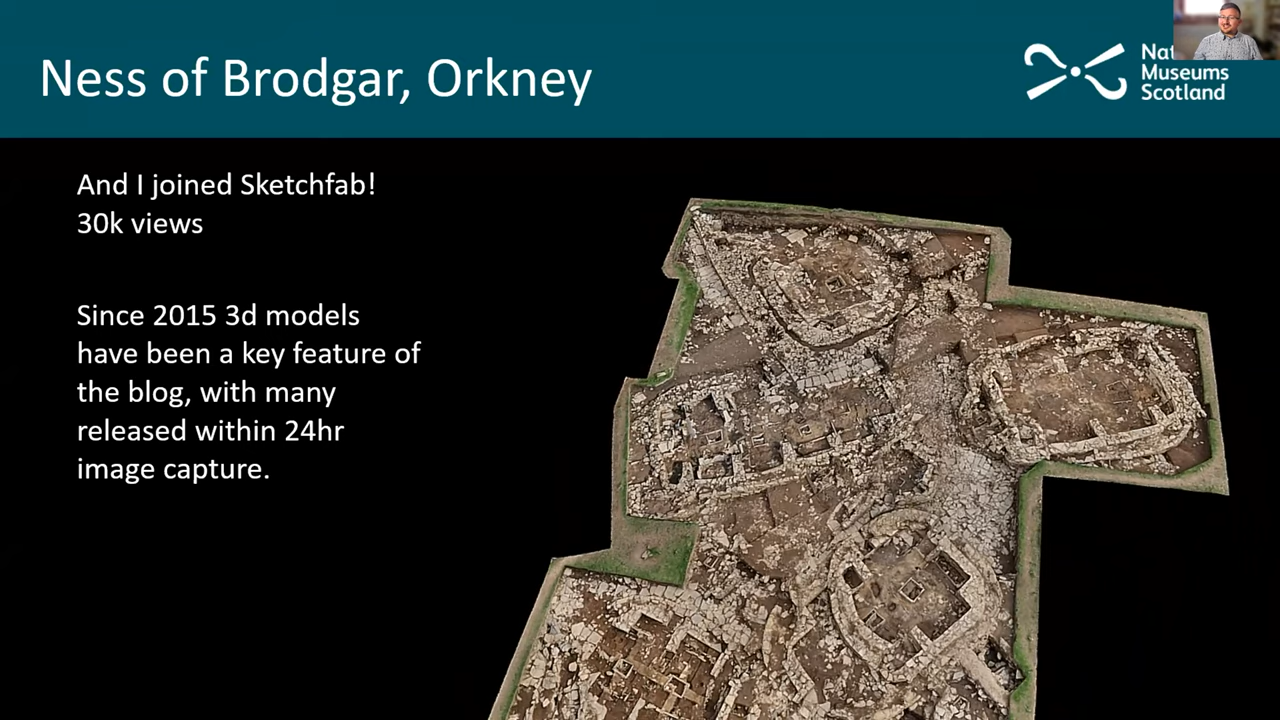 Ness of Brodgar, Orkney
Museums
Scotland
And I joined Sketchfab!
30k views
Since 2015 3d models
have been a key feature of
the blog, with many
released within 24hr
image capture.